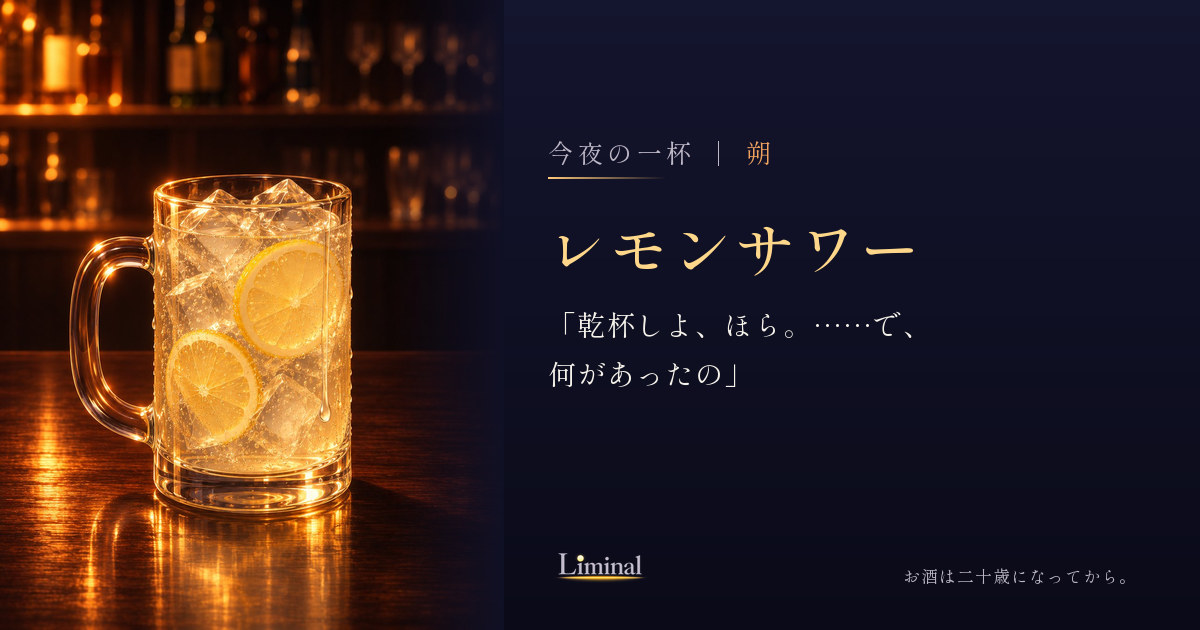 今夜の一杯 ｜ 朔
レモンサワー
「乾杯しよ、ほら。……で、
何があったの」
Liminal
お酒は二十歳になってから。